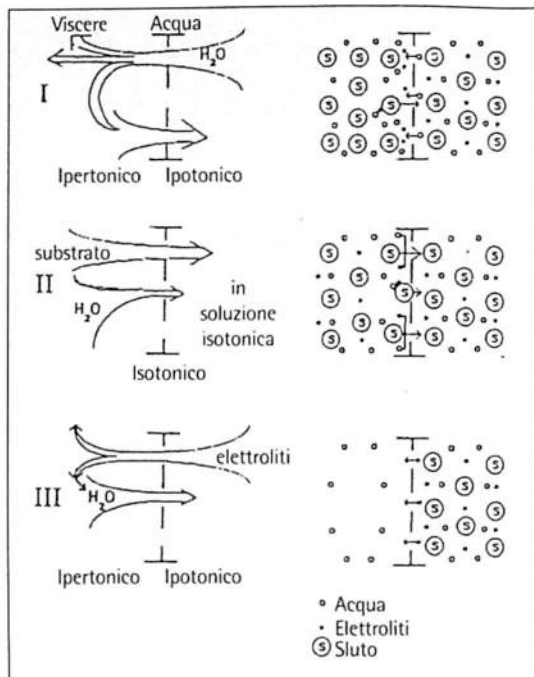 Viscere Acqua
H₂O
I
Ipertonico Ipotonico
substrato
II
H₂O
in
soluzione
isotonica
Isotonico
elettroliti
III
H₂O
Ipertonico Ipotonico
S S S S S S
S S
S S S S S
S S
S S S S S
S S S S
S S
S S S
S S
S S S S
S S
S
S
S S
S
S S
Acqua
Elettroliti
S Sluto